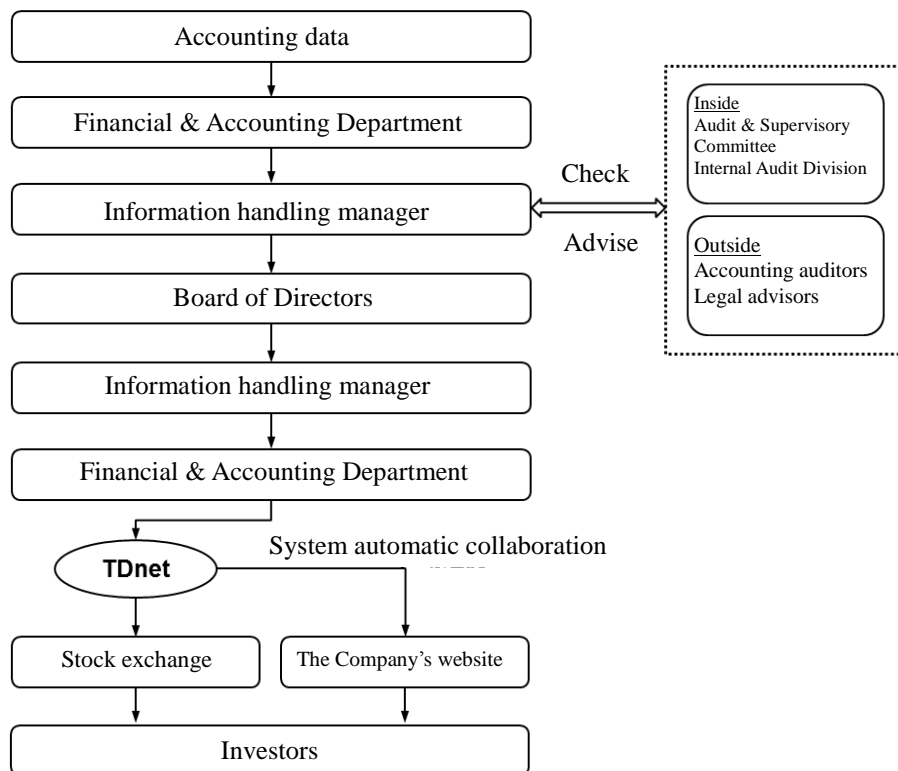 Accounting data
Financial & Accounting Department
Information handling manager
Check
Advise
Inside
Audit & Supervisory
Committee
Internal Audit Division
Outside
Accounting auditors
Legal advisors
Board of Directors
Information handling manager
Financial & Accounting Department
TDnet
System automatic collaboration
Stock exchange
The Company’s website
Investors